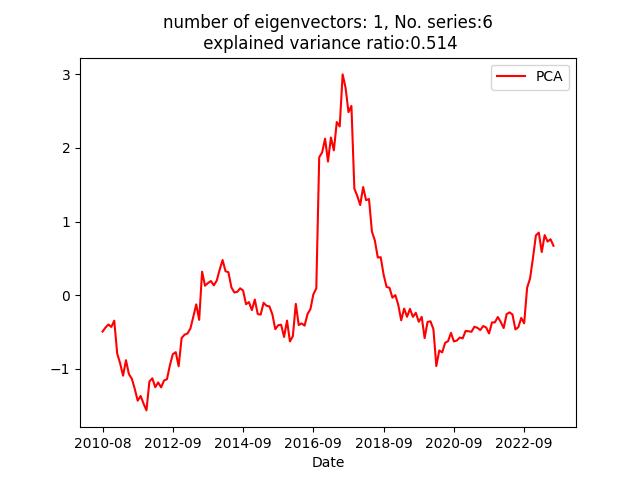 number of eigenvectors: 1, No. series:6
explained variance ratio:0.514
PCA
3
2
1
0
−1
2010-08 2012-09 2014-09 2016-09 2018-09 2020-09 2022-09
Date